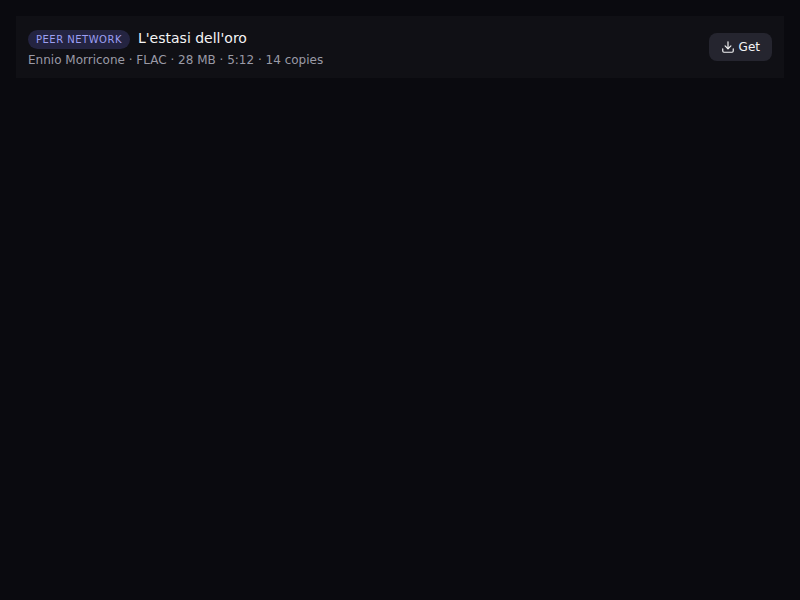 PEER NETWORK L'estasi dell'oro
Ennio Morricone · FLAC · 28 MB · 5:12 · 14 copies
Get